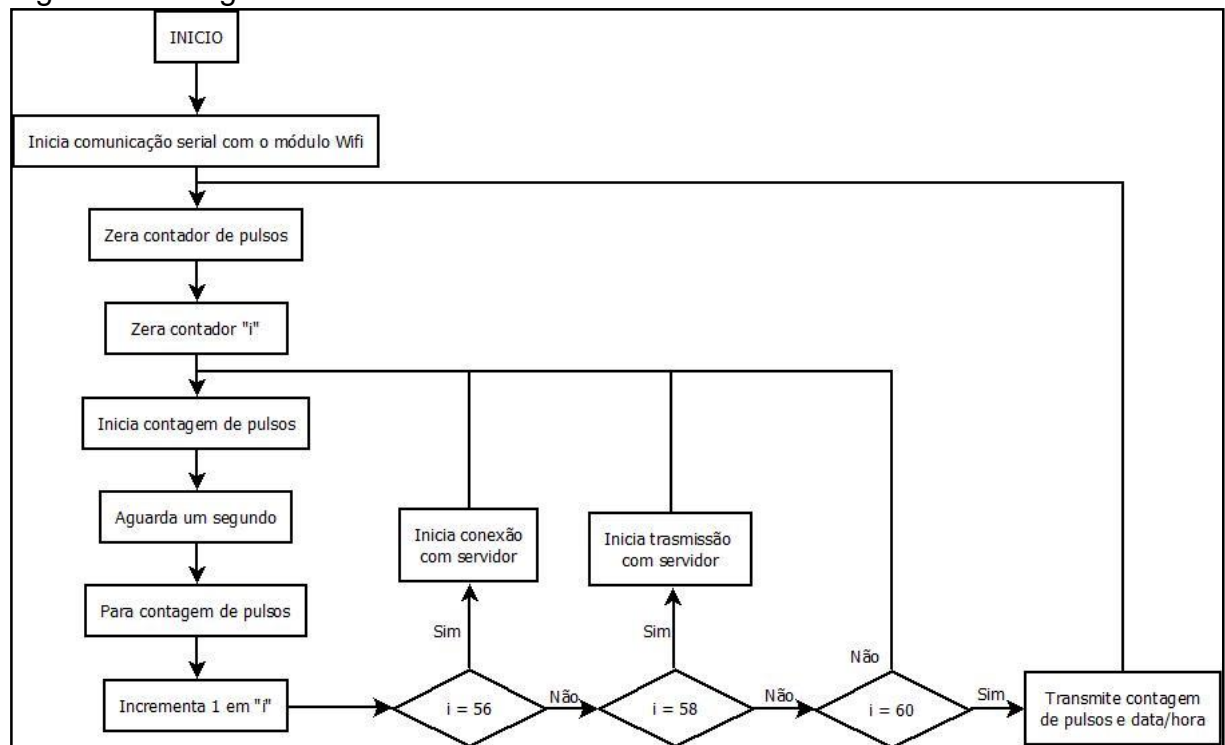 INICIO
Inicia comunicação serial com o módulo Wifi
Zera contador de pulsos
Zera contador "i"
Inicia contagem de pulsos
Aguarda um segundo
Para contagem de pulsos
Incrementa 1 em "i"
Inicia conexão
com servidor
Sim
i = 56
Não
Inicia trasmissão
com servidor
Sim
i = 58
Não
Não
i = 60
Sim
Transmite contagem
de pulsos e data/hora